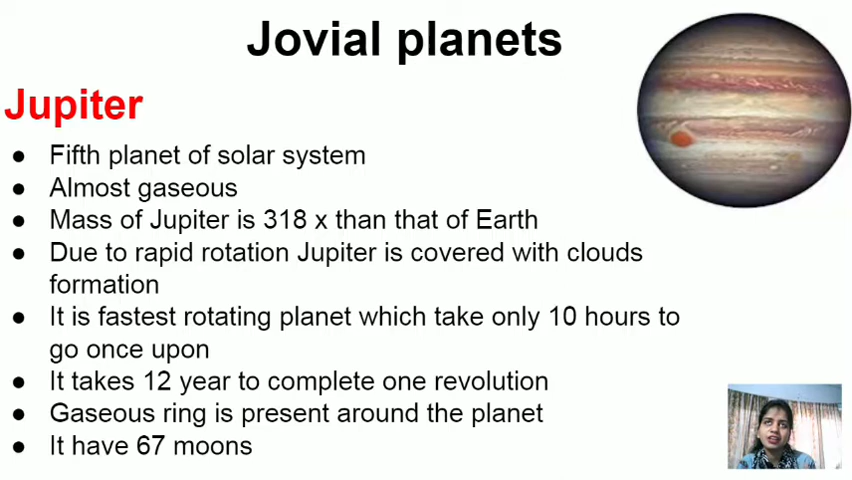 Jovial planets
Jupiter
● Fifth planet of solar system
● Almost gaseous
● Mass of Jupiter is 318 x than that of Earth
● Due to rapid rotation Jupiter is covered with clouds
formation
● It is fastest rotating planet which take only 10 hours to
go once upon
● It takes 12 year to complete one revolution
● Gaseous ring is present around the planet
● It have 67 moons